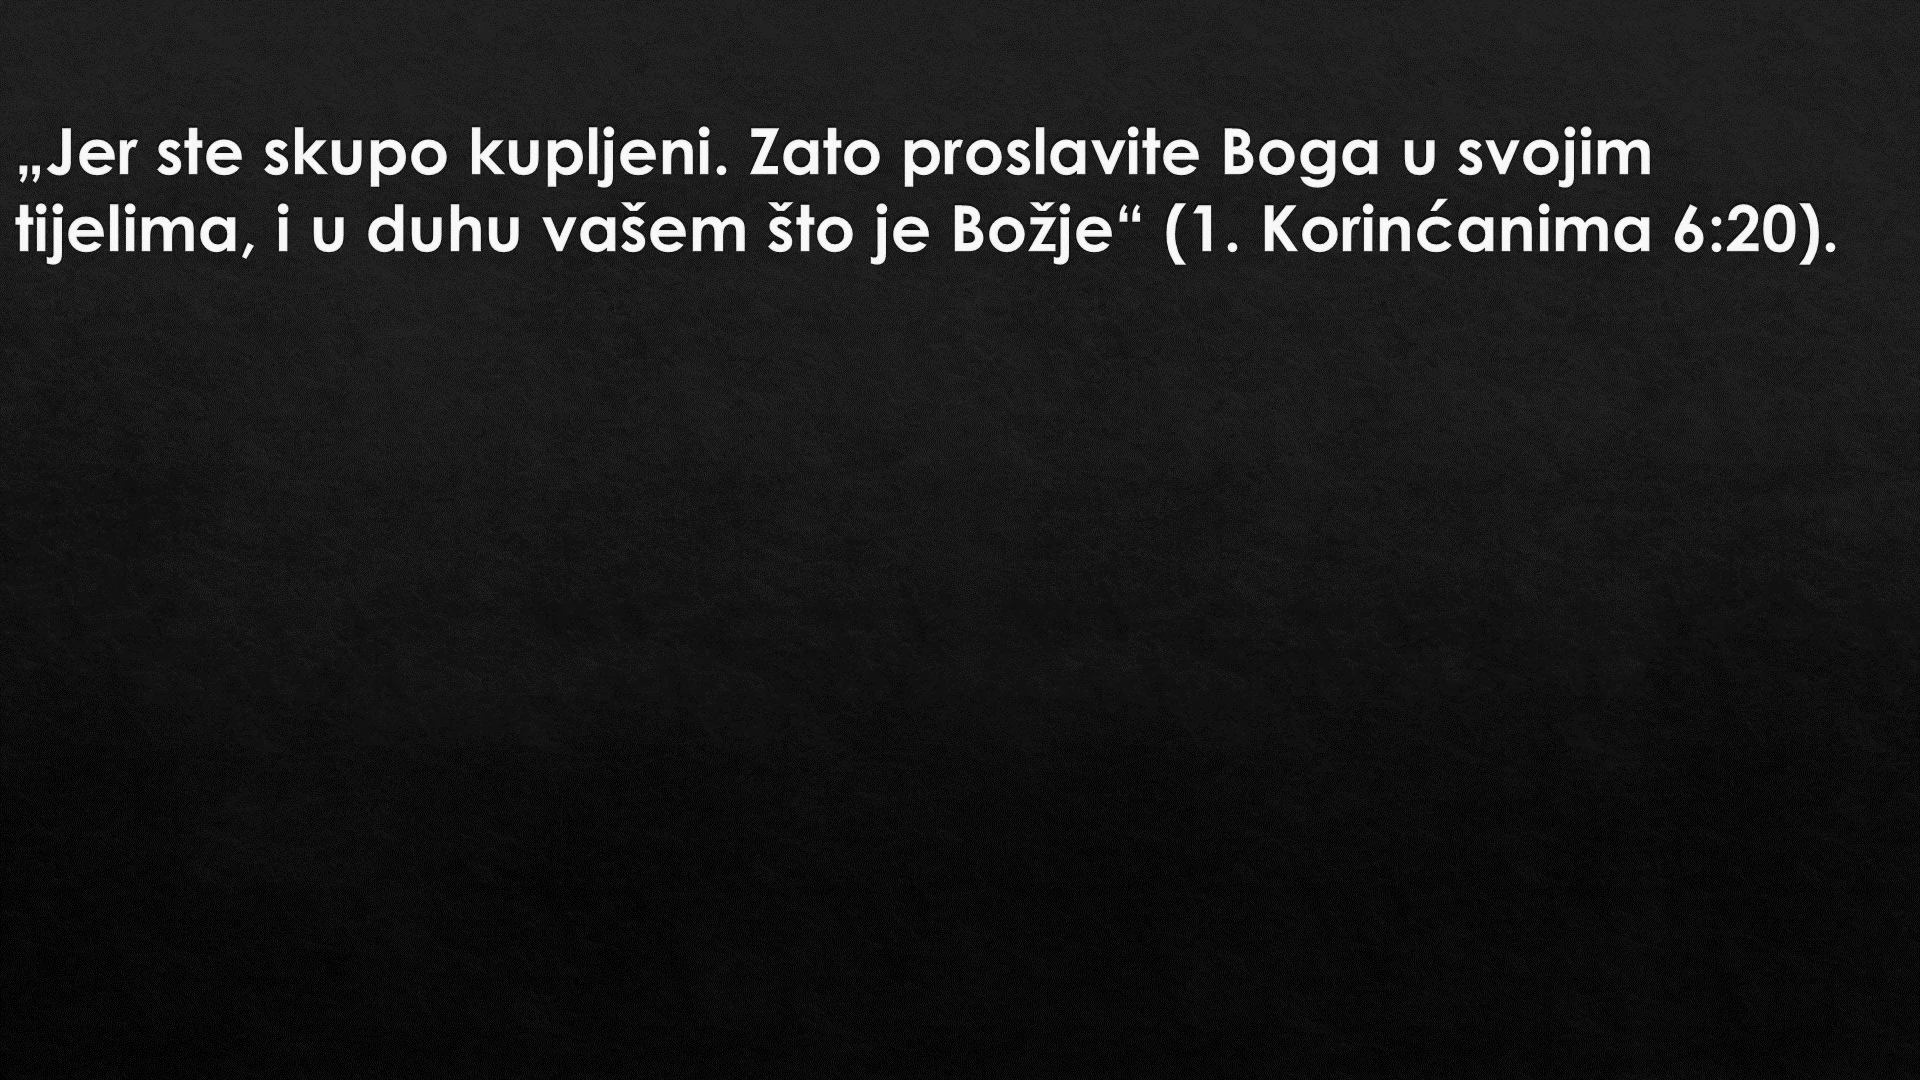 „Jer ste skupo kupljeni. Zato proslavite Boga u svojim
tijelima, i u duhu vašem što je Božje“ (1. Korinćanima 6:20).